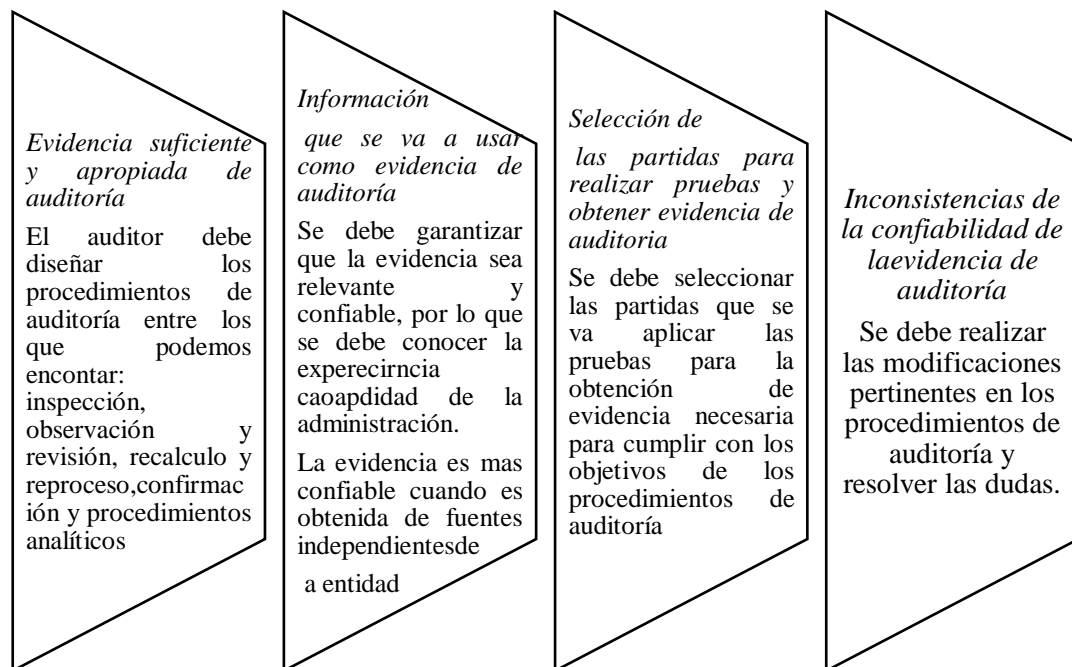 Evidencia suficiente
y apropiada de
auditoría
El auditor debe
diseñar los
procedimientos de
auditoría entre los
que podemos
encontar:
inspección,
observación y
revisión, recalculo y
reproceso,confirmac
ión y procedimientos
analíticos
Información
que se va a usar
como evidencia de
auditoría
Se debe garantizar
que la evidencia sea
relevante y
confiable, por lo que
se debe conocer la
experecirncia
caoapdidad de la
administración.
La evidencia es mas
confiable cuando es
obtenida de fuentes
independientesde
a entidad
Selección de
las partidas para
realizar pruebas y
obtener evidencia de
auditoria
Se debe seleccionar
las partidas que se
va aplicar las
pruebas para la
obtención de
evidencia necesaria
para cumplir con los
objetivos de los
procedimientos de
auditoría
Inconsistencias de
la confiabilidad de
laevidencia de
auditoría
Se debe realizar
las modificaciones
pertinentes en los
procedimientos de
auditoría y
resolver las dudas.